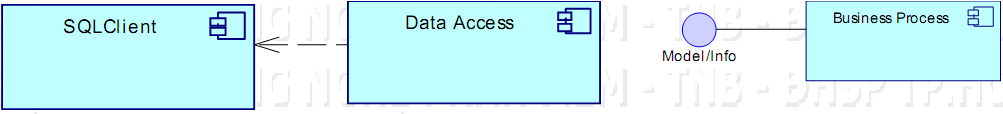 SQLClient
Data Access
Business Process
Model/Info